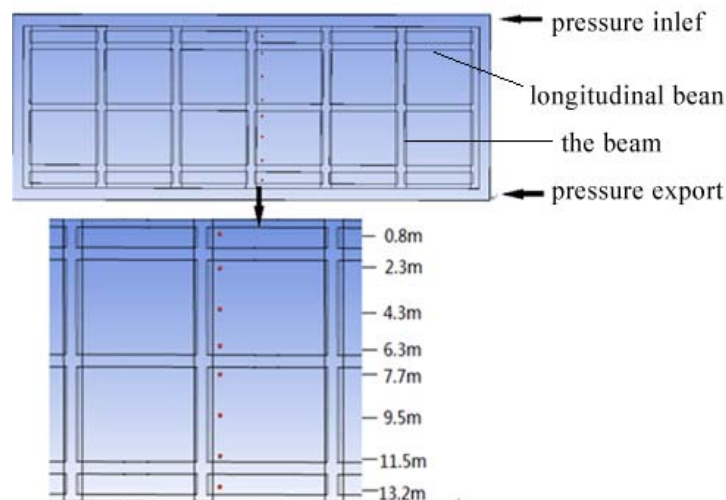 pressure inlef
longitudinal bean
the beam
pressure export
0.8m
2.3m
4.3m
6.3m
7.7m
9.5m
11.5m
13.2m